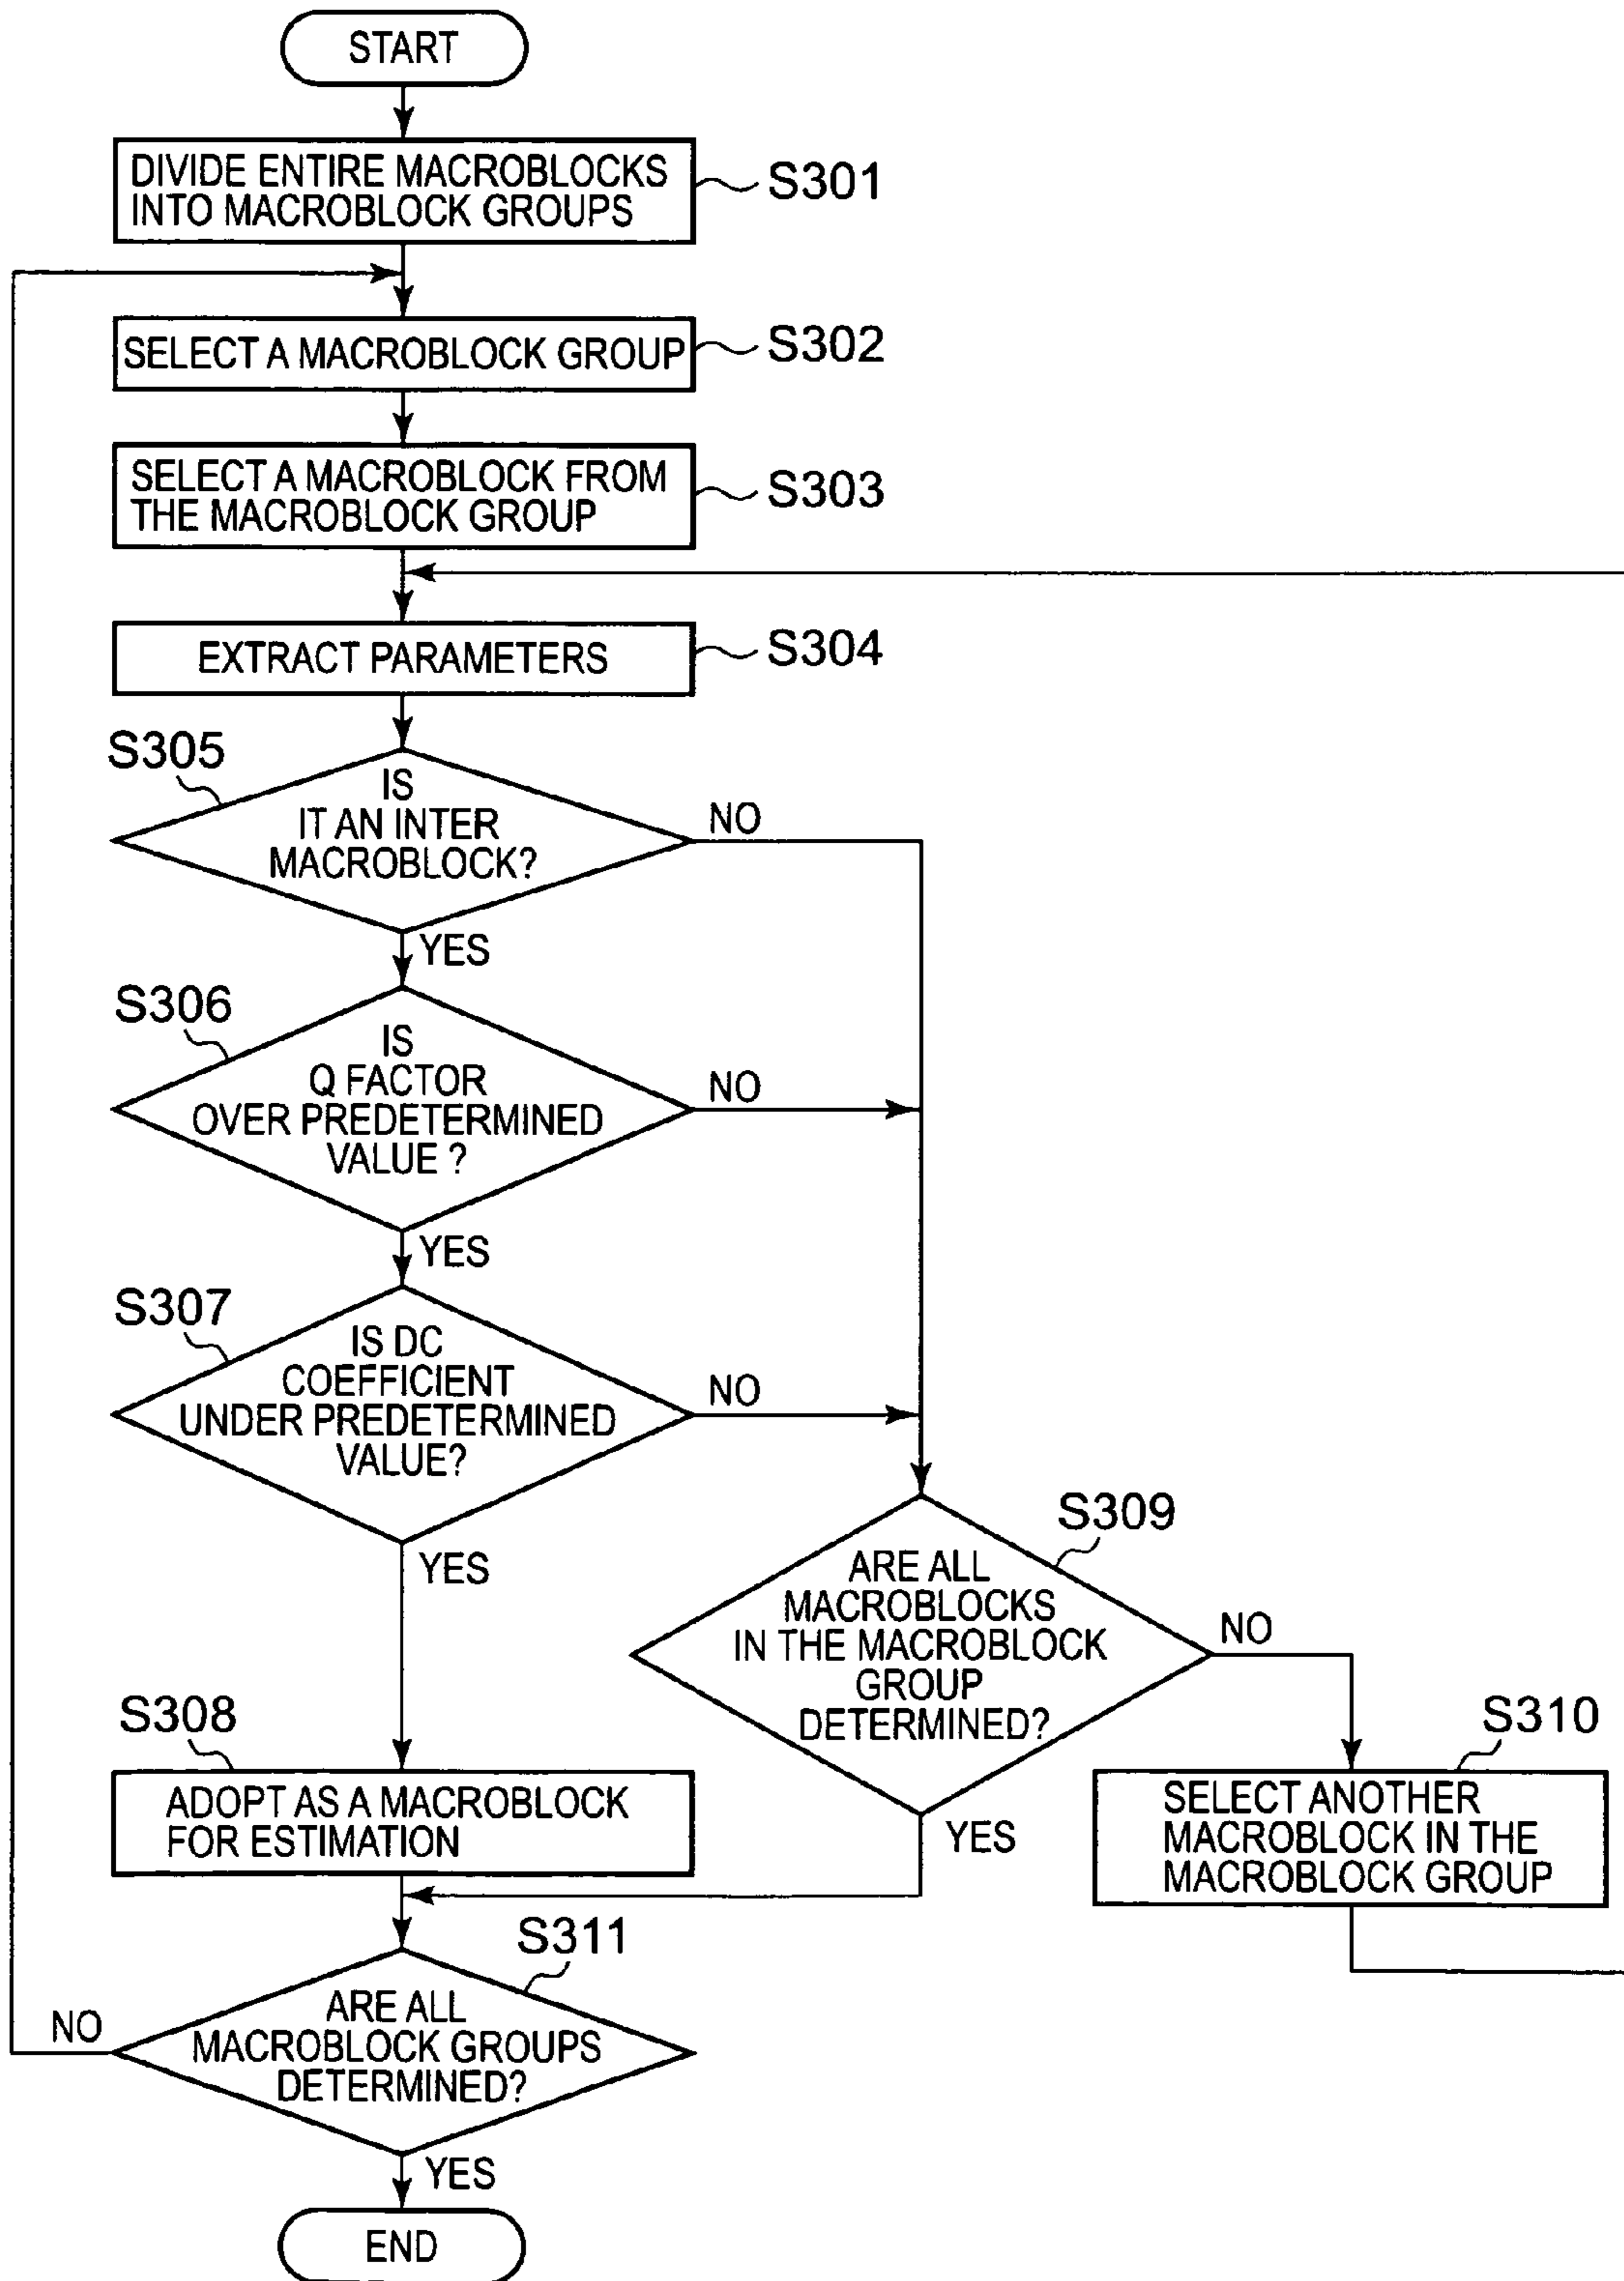 START
DIVIDE ENTIRE MACROBLOCKS
INTO MACROBLOCK GROUPS
S301
SELECT A MACROBLOCK GROUP
S302
SELECT A MACROBLOCK FROM
THE MACROBLOCK GROUP
S303
EXTRACT PARAMETERS
S304
S305
IS
IT AN INTER
MACROBLOCK?
NO
YES
S306
IS
Q FACTOR
OVER PREDETERMINED
VALUE ?
NO
YES
S307
IS DC
COEFFICIENT
UNDER PREDETERMINED
VALUE?
NO
YES
S309
ARE ALL
MACROBLOCKS
IN THE MACROBLOCK
GROUP
DETERMINED?
NO
YES
S308
ADOPT AS A MACROBLOCK
FOR ESTIMATION
S310
SELECT ANOTHER
MACROBLOCK IN THE
MACROBLOCK GROUP
S311
ARE ALL
MACROBLOCK GROUPS
DETERMINED?
NO
YES
END